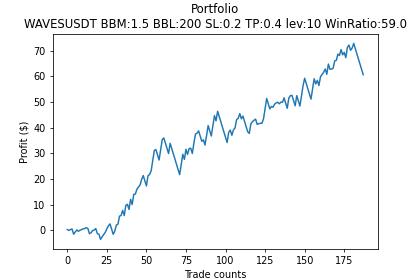 Portfolio
WAVESUSDT BBM:1.5 BBL:200 SL:0.2 TP:0.4 lev:10 WinRatio:59.0
Profit ($)
70
60
50
40
30
20
10
0
0 25 50 75 100 125 150 175
Trade counts